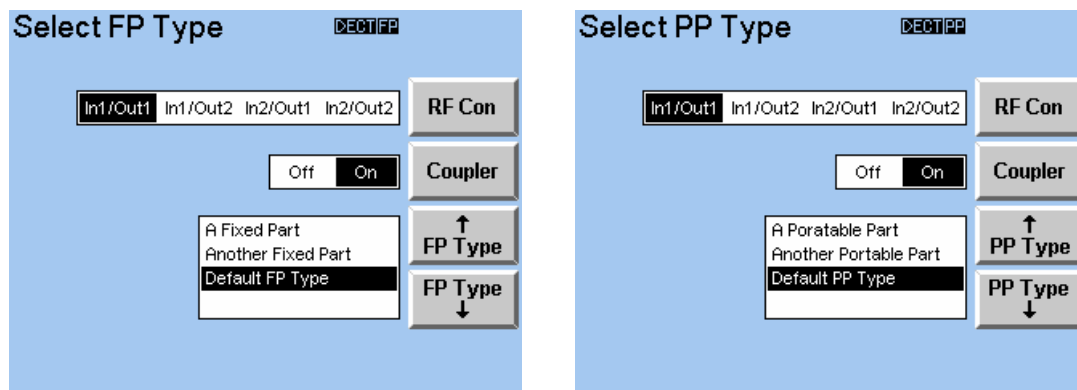 Select FP Type DECT FP
In1/Out1 In1/Out2 In2/Out1 In2/Out2 RF Con
Off On Coupler
A Fixed Part
Another Fixed Part
Default FP Type
↑
FP Type
FP Type
↓
Select PP Type DECT PP
In1/Out1 In1/Out2 In2/Out1 In2/Out2 RF Con
Off On Coupler
A Poratable Part
Another Portable Part
Default PP Type
↑
PP Type
PP Type
↓